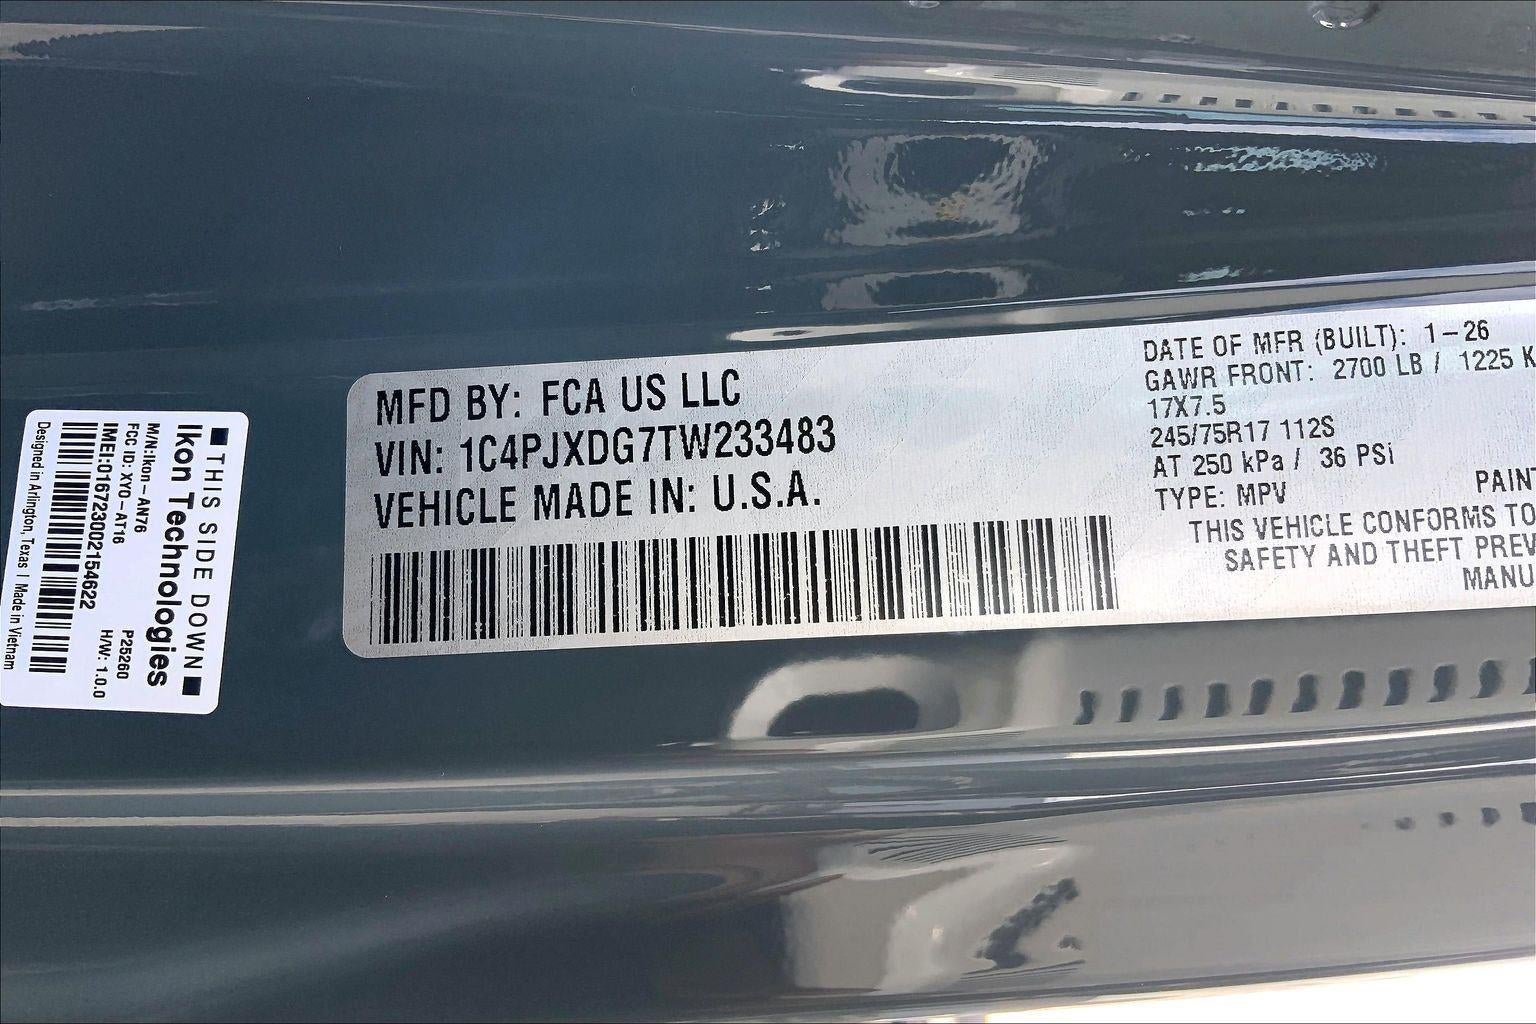 ■ THIS SIDE DOWN ■
Ikon Technologies
M/N:Ikon-AN76 P25260
FCC ID: XYO-AT16 H/W: 1.0.0
IMEI:016723002154622
Designed in Arlington, Texas | Made in Vietnam
MFD BY: FCA US LLC
VIN: 1C4PJXDG7TW233483
VEHICLE MADE IN: U.S.A.
DATE OF MFR (BUILT): 1-26
GAWR FRONT: 2700 LB / 1225 K
17X7.5
245/75R17 112S
AT 250 kPa / 36 PSi
TYPE: MPV
PAINT
THIS VEHICLE CONFORMS TO
SAFETY AND THEFT PREV
MANU